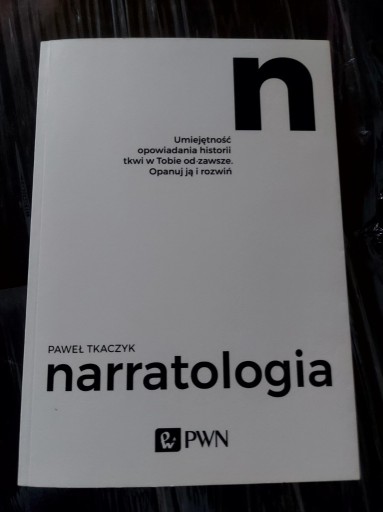 n
Umiejętność
opowiadania historii
tkwi w Tobie od zawsze.
Opanuj ją i rozwiń
PAWEŁ TKACZYK
narratologia
PWN